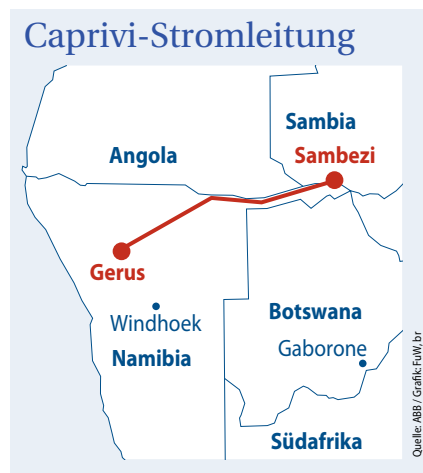 Caprivi-Stromleitung
Sambia
Sambezi
Angola
Gerus
Windhoek
Namibia
Botswana
Gaborone
Südafrika
Quelle: ABB / Grafik: FuW, br